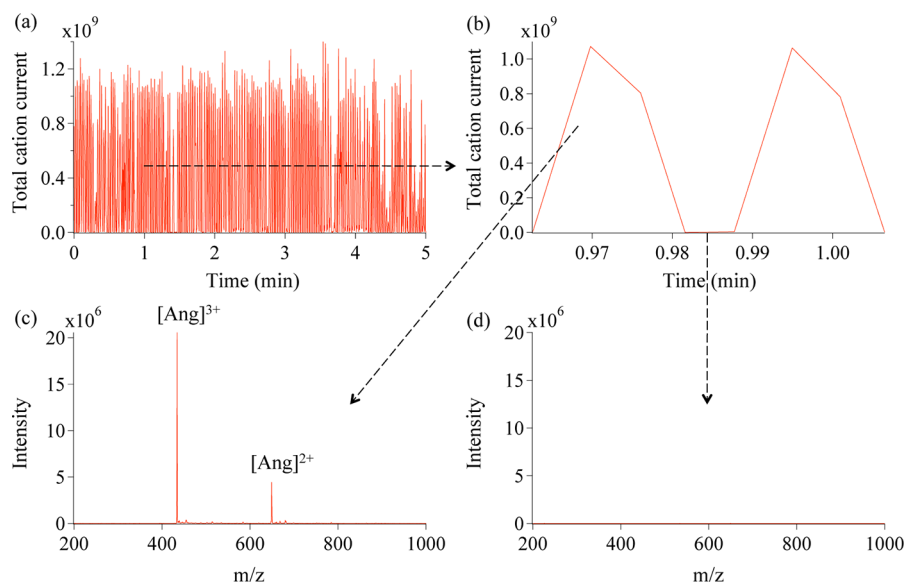 (a)
x10^9
Total cation current
1.2
0.8
0.4
0.0
0 1 2 3 4 5
Time (min)
(b)
x10^9
Total cation current
1.0
0.8
0.6
0.4
0.2
0.0
0.97 0.98 0.99 1.00
Time (min)
(c)
x10^6
[Ang]^3+
[Ang]^2+
Intensity
20
15
10
5
0
200 400 600 800 1000
m/z
(d)
x10^6
Intensity
20
15
10
5
0
200 400 600 800 1000
m/z